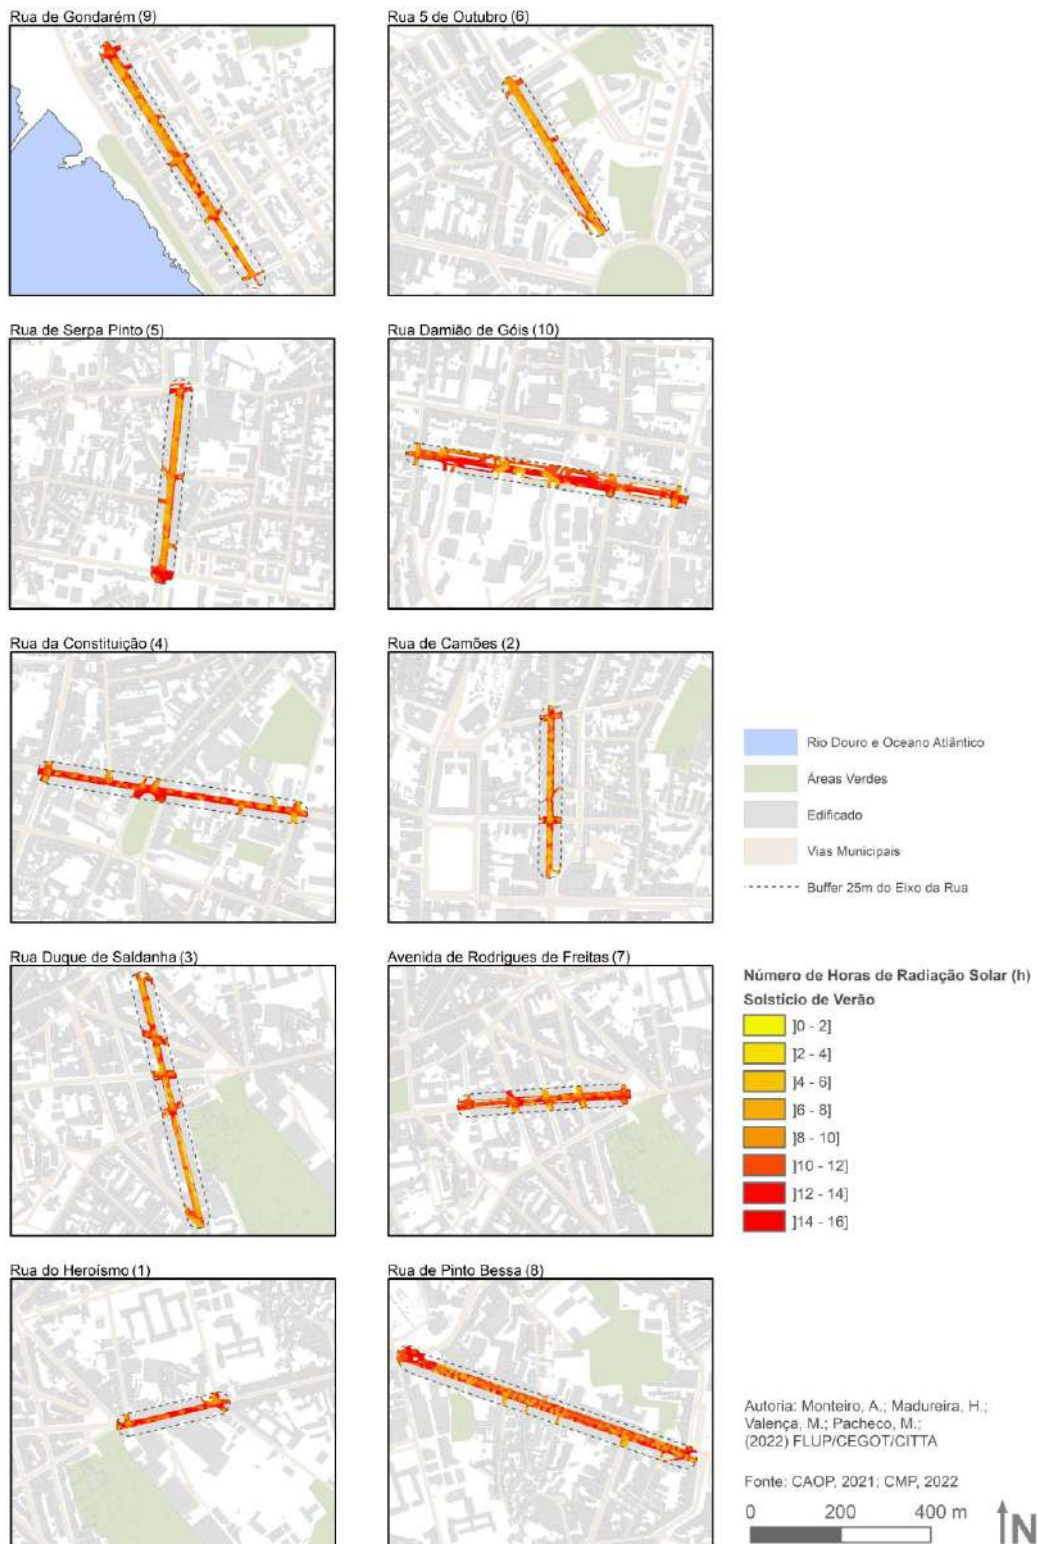 Rua de Gondarém (9)
Rua 5 de Outubro (6)
Rua de Serpa Pinto (5)
Rua Damião de Góis (10)
Rua da Constituição (4)
Rua de Camões (2)
Rio Douro e Oceano Atlântico
Áreas Verdes
Edificado
Vias Municipais
Buffer 25m do Eixo da Rua
Rua Duque de Saldanha (3)
Avenida de Rodrigues de Freitas (7)
Número de Horas de Radiação Solar (h)
Solstício de Verão
]0 - 2]
]2 - 4]
]4 - 6]
]6 - 8]
]8 - 10]
]10 - 12]
]12 - 14]
]14 - 16]
Rua do Heroísmo (1)
Rua de Pinto Bessa (8)
Autoria: Monteiro, A.; Madureira, H.;
Valença, M.; Pacheco, M.;
(2022) FLUP/CEGOT/CITTA
Fonte: CAOP, 2021; CMP, 2022
0 200 400 m
N